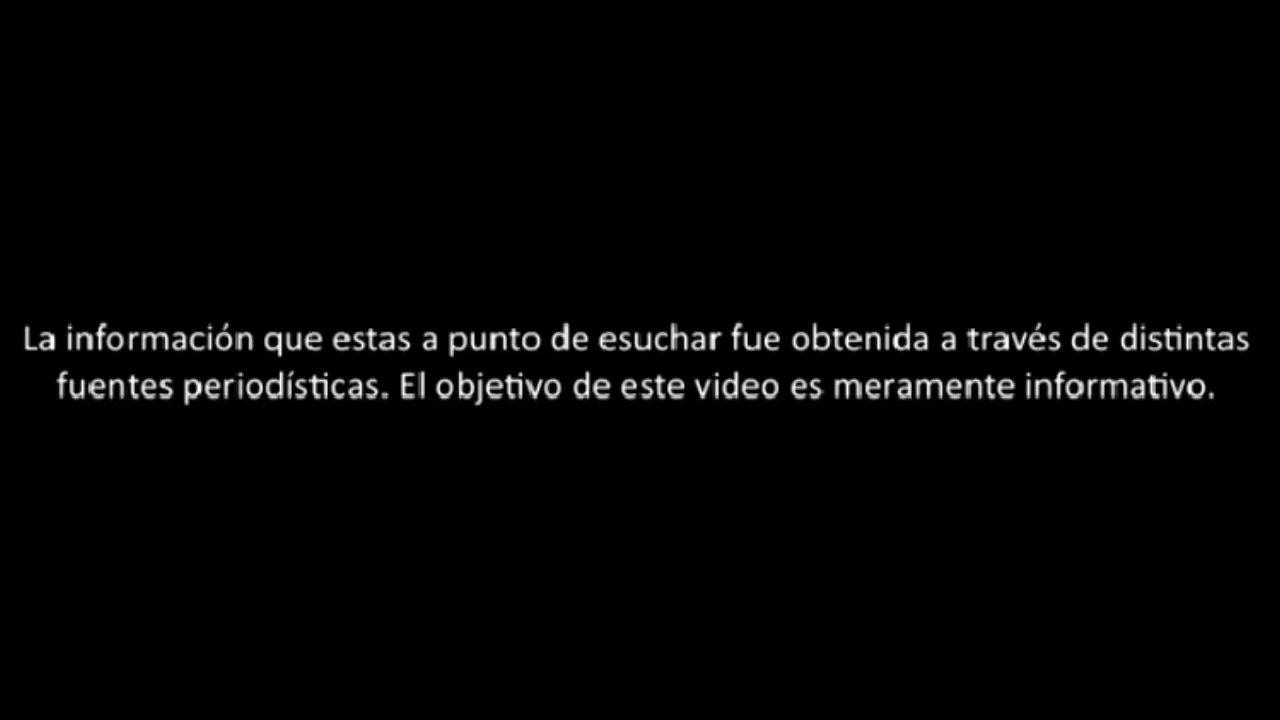 La información que estas a punto de esuchar fue obtenida a través de distintas
fuentes periodísticas. El objetivo de este video es meramente informativo.